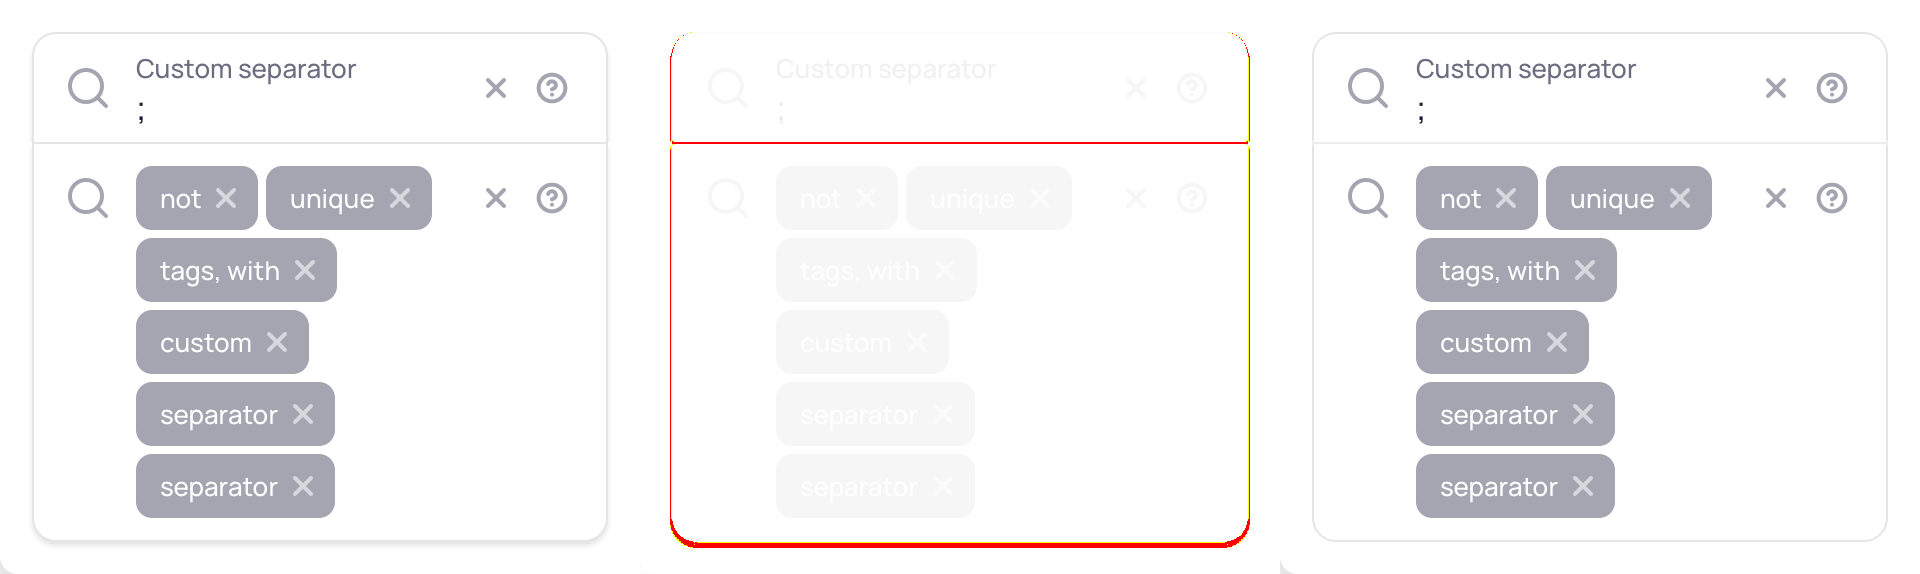 Custom separator
;
not unique
tags, with
custom
separator
separator
Custom separator
;
not unique
tags, with
custom
separator
separator
Custom separator
;
not unique
tags, with
custom
separator
separator